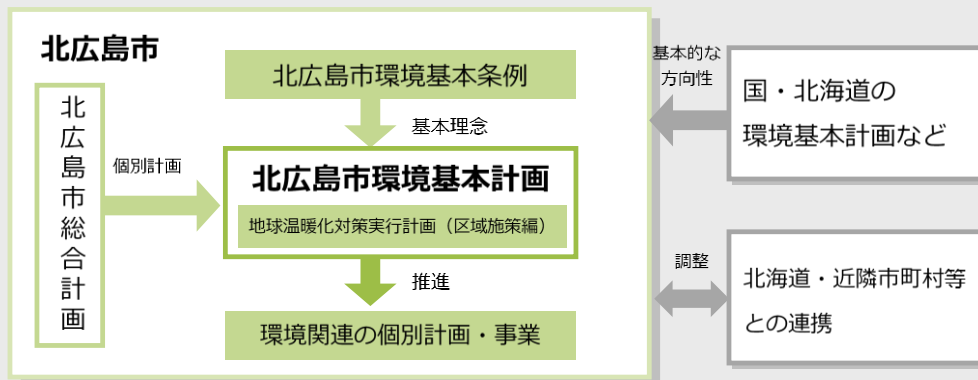 北広島市
北広島市総合計画
個別計画
北広島市環境基本条例
基本理念
北広島市環境基本計画
地球温暖化対策実行計画（区域施策編）
推進
環境関連の個別計画・事業
基本的な
方向性
国・北海道の
環境基本計画など
調整
北海道・近隣市町村等
との連携